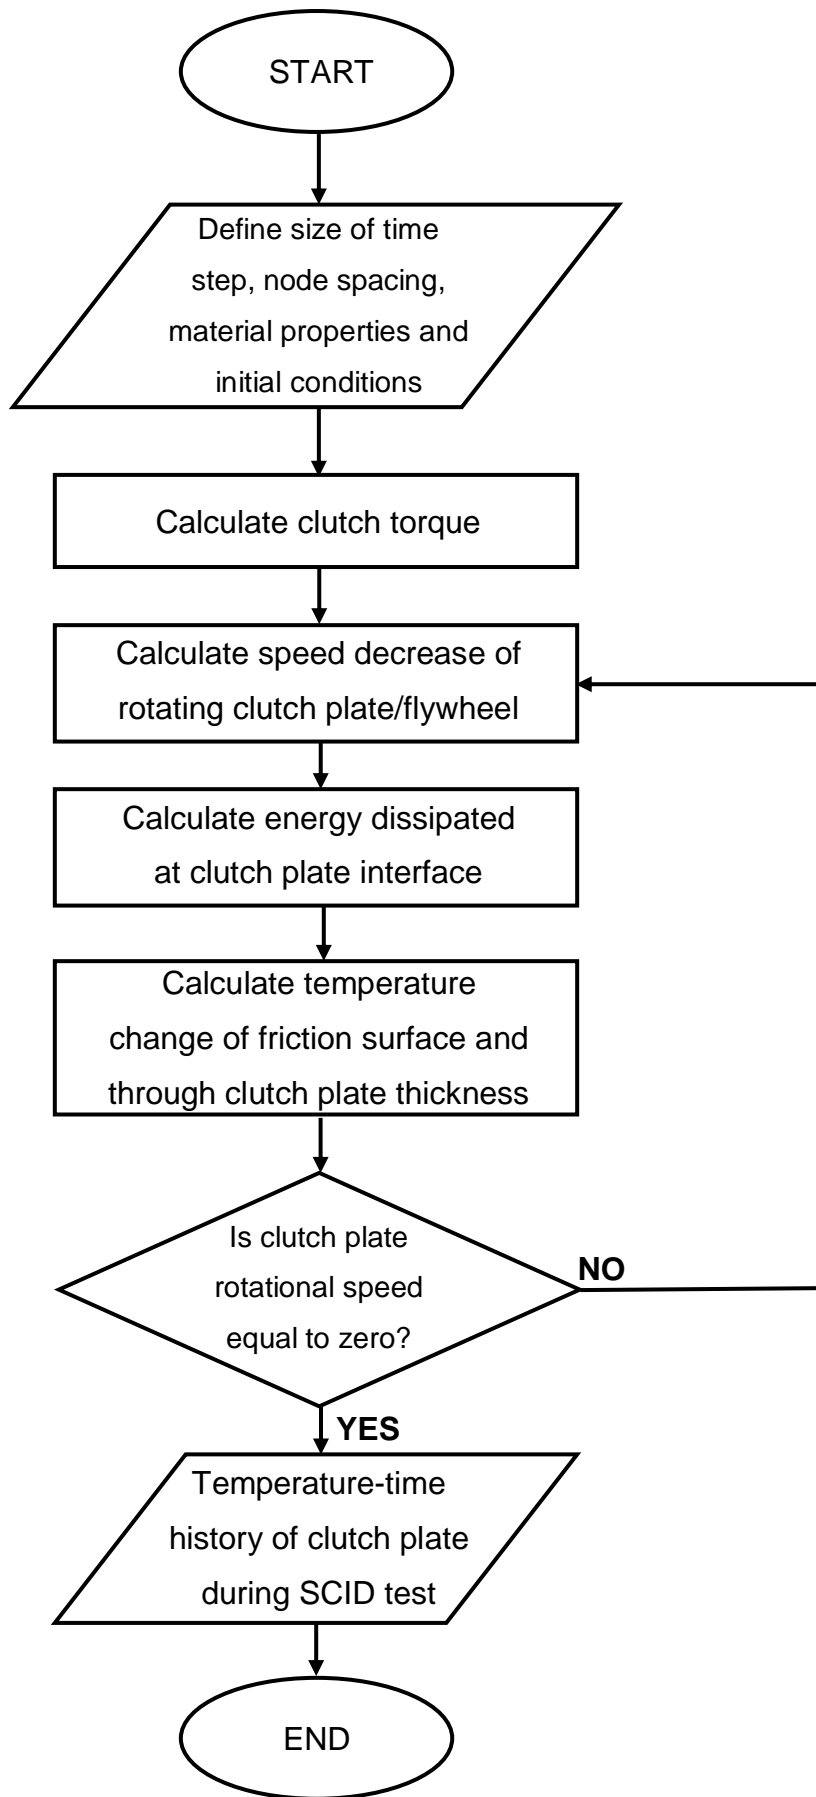 START
Define size of time
step, node spacing,
material properties and
initial conditions
Calculate clutch torque
Calculate speed decrease of
rotating clutch plate/flywheel
Calculate energy dissipated
at clutch plate interface
Calculate temperature
change of friction surface and
through clutch plate thickness
Is clutch plate
rotational speed
equal to zero?
NO
YES
Temperature-time
history of clutch plate
during SCID test
END